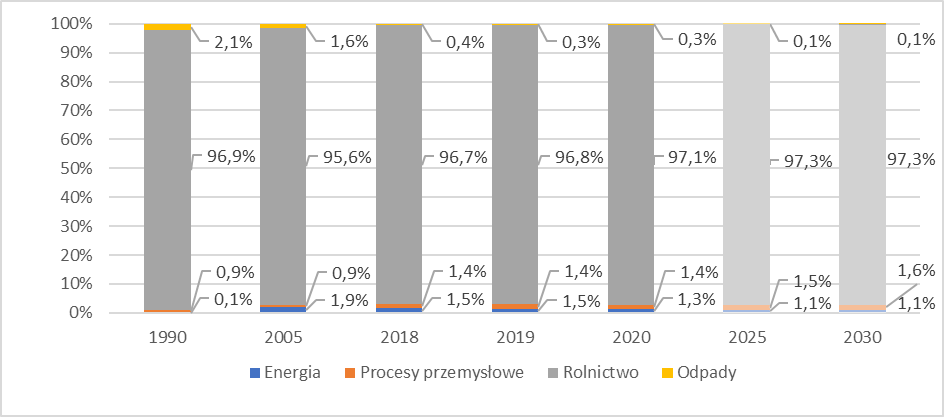 100%
90%
80%
70%
60%
50%
40%
30%
20%
10%
0%
2,1% 1,6% 0,4% 0,3% 0,3% 0,1% 0,1%
96,9% 95,6% 96,7% 96,8% 97,1% 97,3% 97,3%
0,9% 0,9% 1,4% 1,4% 1,4% 1,5% 1,6%
0,1% 1,9% 1,5% 1,5% 1,3% 1,1% 1,1%
1990 2005 2018 2019 2020 2025 2030
Energia Procesy przemysłowe Rolnictwo Odpady